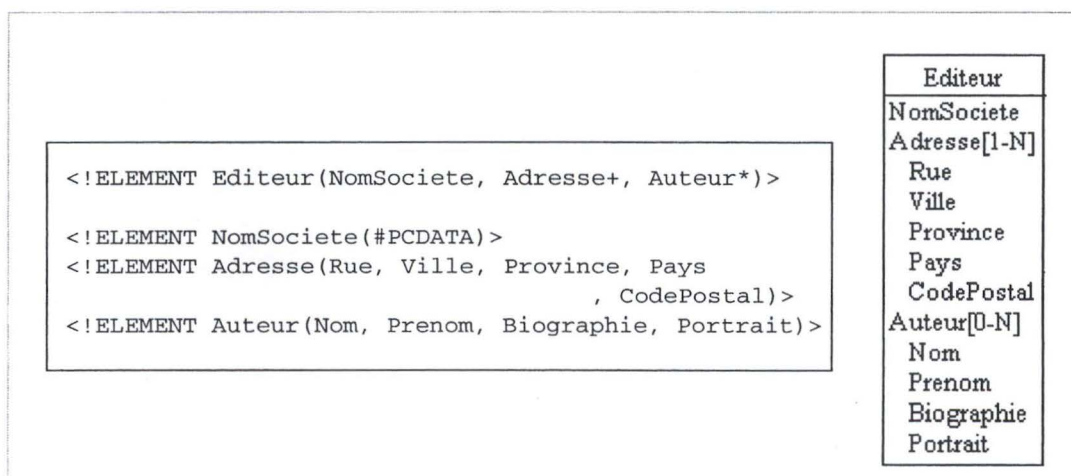 <!ELEMENT Editeur(NomSociete, Adresse+, Auteur*)>
<!ELEMENT NomSociete(#PCDATA)>
<!ELEMENT Adresse(Rue, Ville, Province, Pays
, CodePostal)>
<!ELEMENT Auteur(Nom, Prenom, Biographie, Portrait)>
Editeur
NomSociete
Adresse[1-N]
Rue
Ville
Province
Pays
CodePostal
Auteur[0-N]
Nom
Prenom
Biographie
Portrait